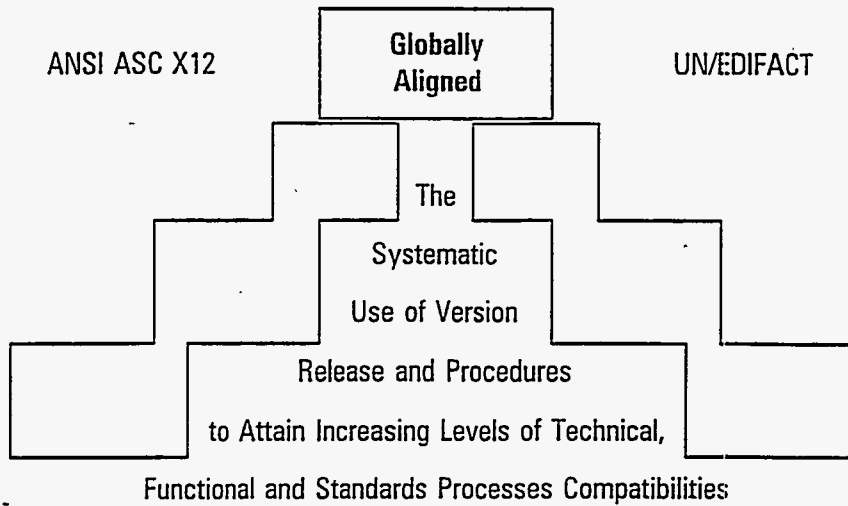 ANSI ASC X12
Globally
Aligned
UN/EDIFACT
The
Systematic
Use of Version
Release and Procedures
to Attain Increasing Levels of Technical,
Functional and Standards Processes Compatibilities